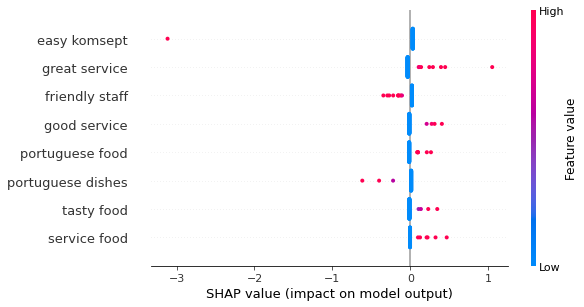 High
easy komsept
great service
friendly staff
good service
portuguese food
portuguese dishes
tasty food
service food
Feature value
Low
−3
−2
−1
0
1
SHAP value (impact on model output)